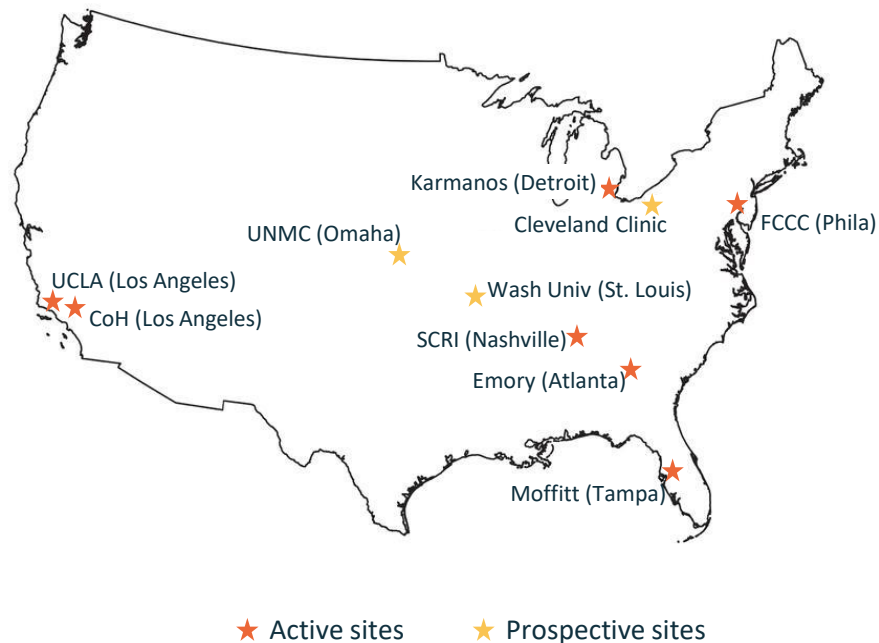 Karmanos (Detroit)
Cleveland Clinic
FCCC (Phila)
UNMC (Omaha)
UCLA (Los Angeles)
Wash Univ (St. Louis)
CoH (Los Angeles)
SCRI (Nashville)
Emory (Atlanta)
Moffitt (Tampa)
Active sites
Prospective sites